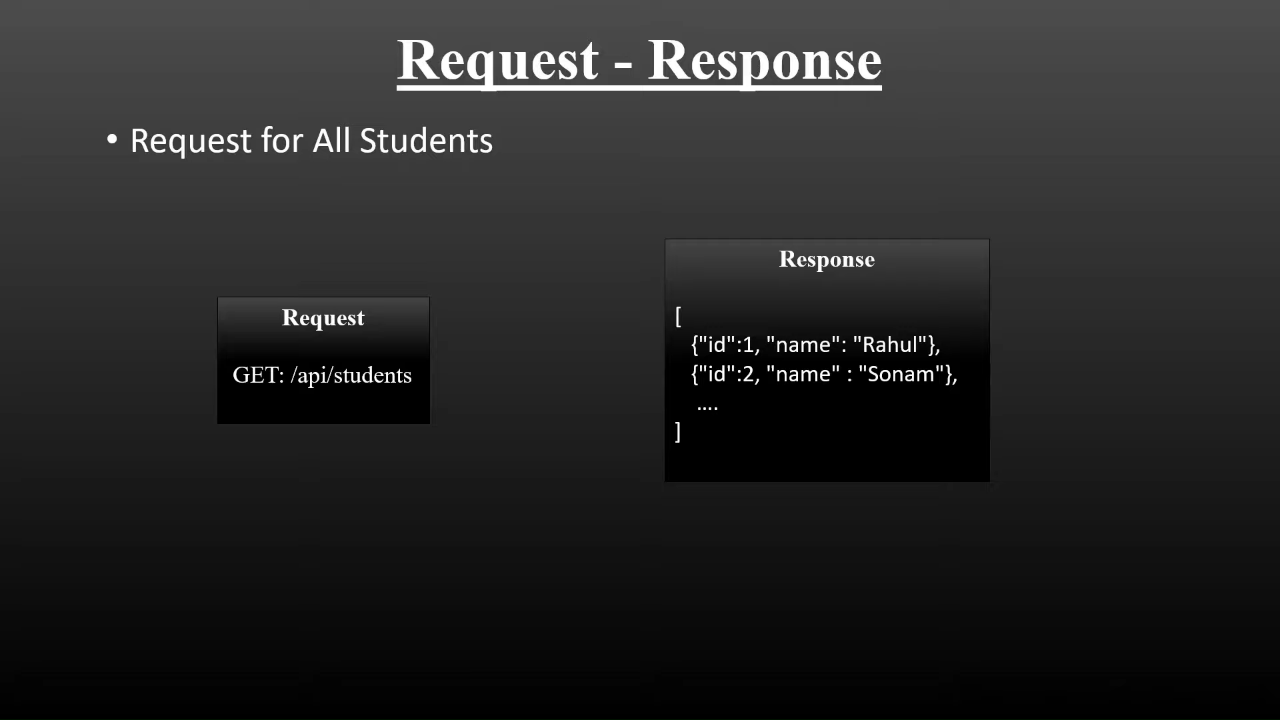 Request - Response
• Request for All Students
Request
GET: /api/students
Response
[
{"id":1, "name": "Rahul"},
{"id":2, "name" : "Sonam"},
....
]